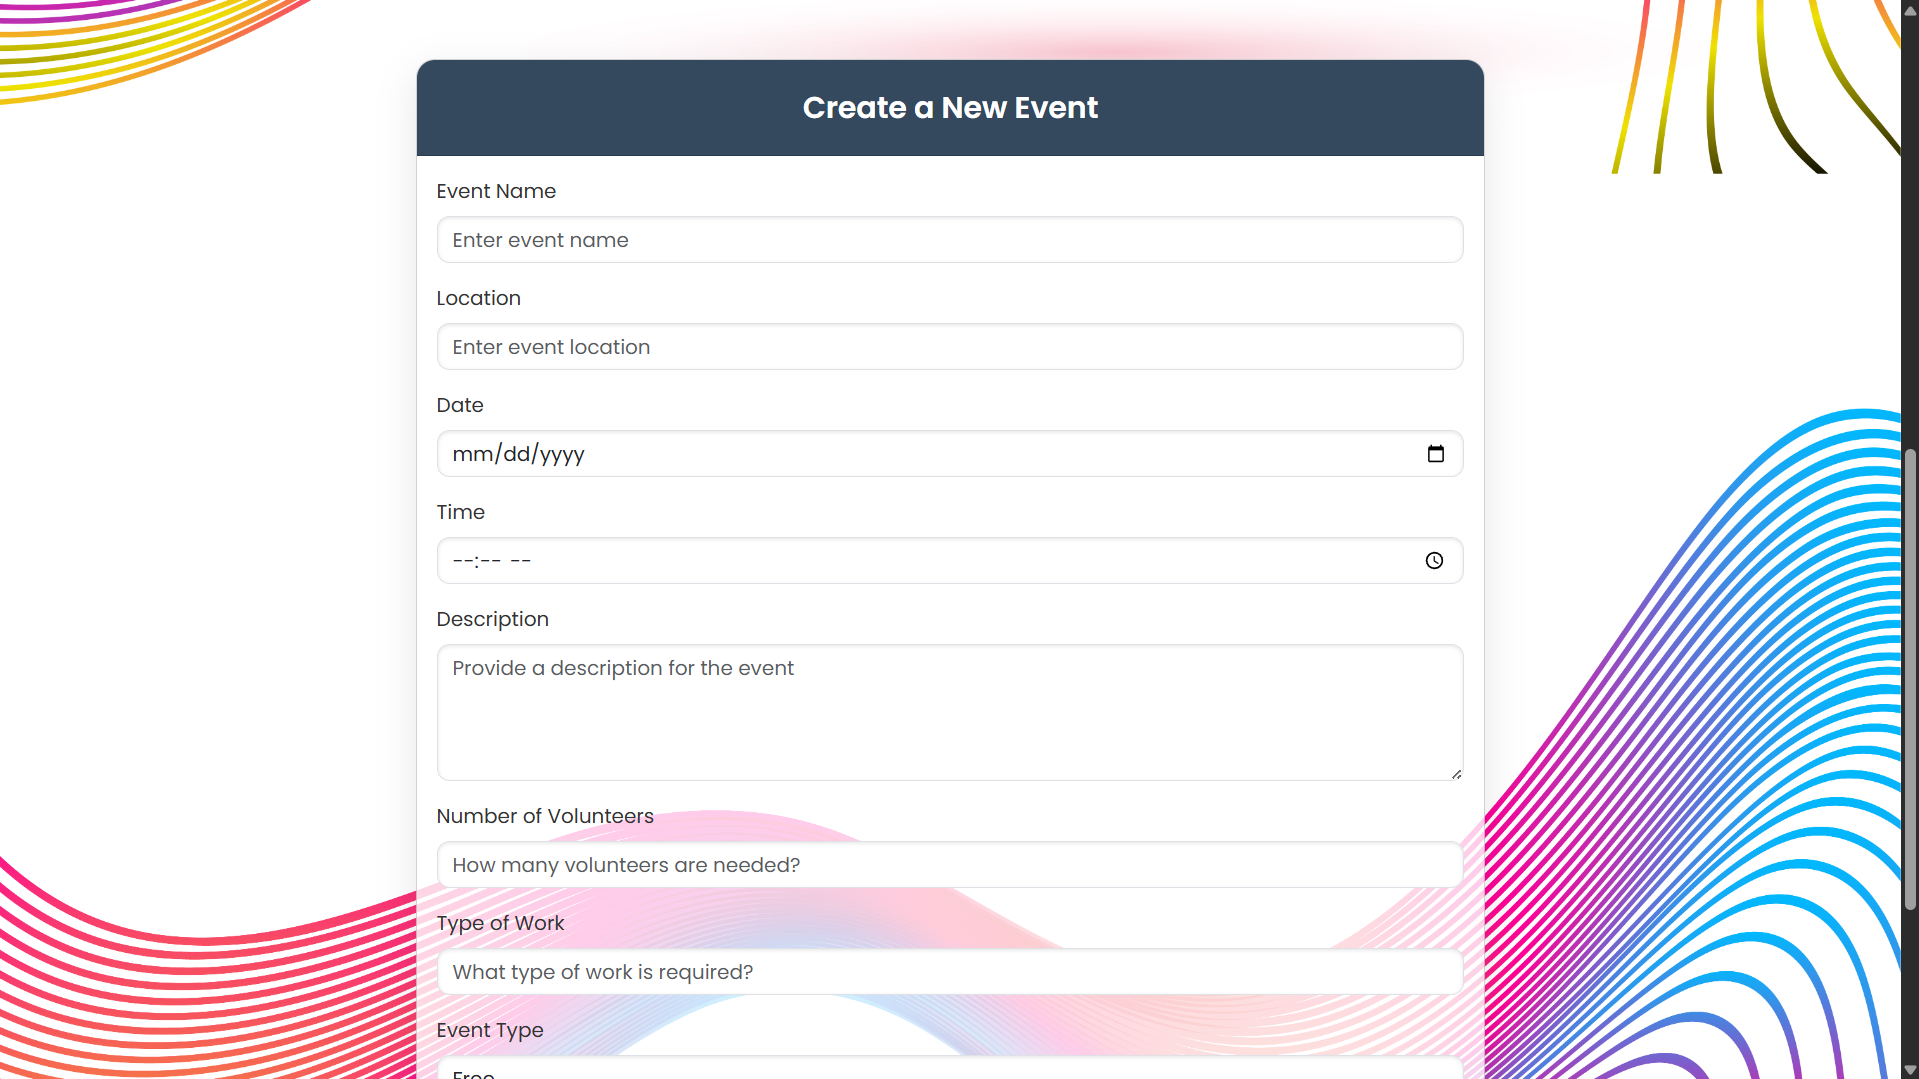 Create a New Event
Event Name
Enter event name
Location
Enter event location
Date
mm/dd/yyyy
Time
--:-- --
Description
Provide a description for the event
Number of Volunteers
How many volunteers are needed?
Type of Work
What type of work is required?
Event Type
Free